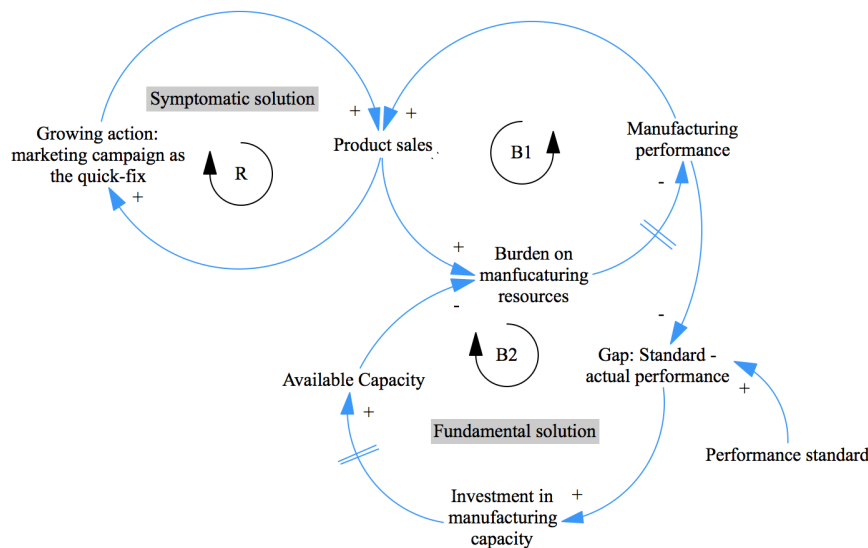 Symptomatic solution
Growing action:
marketing campaign as
the quick-fix
+
R
+
+
Product sales
B1
Manufacturing
performance
-
+
Burden on
manfucaturing
resources
-
-
B2
Gap: Standard -
actual performance
+
Available Capacity
+
Fundamental solution
Performance standard
Investment in
manufacturing
capacity
+